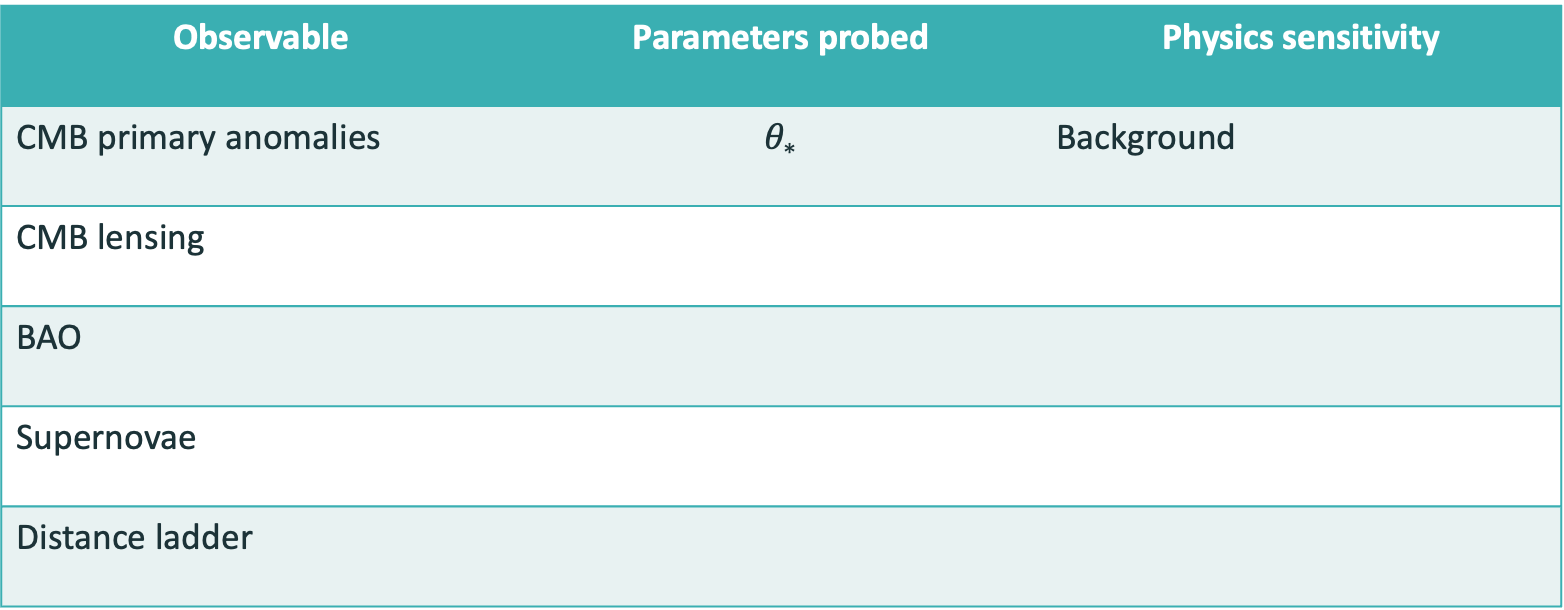 Observable Parameters probed Physics sensitivity
CMB primary anomalies θ* Background
CMB lensing
BAO
Supernovae
Distance ladder